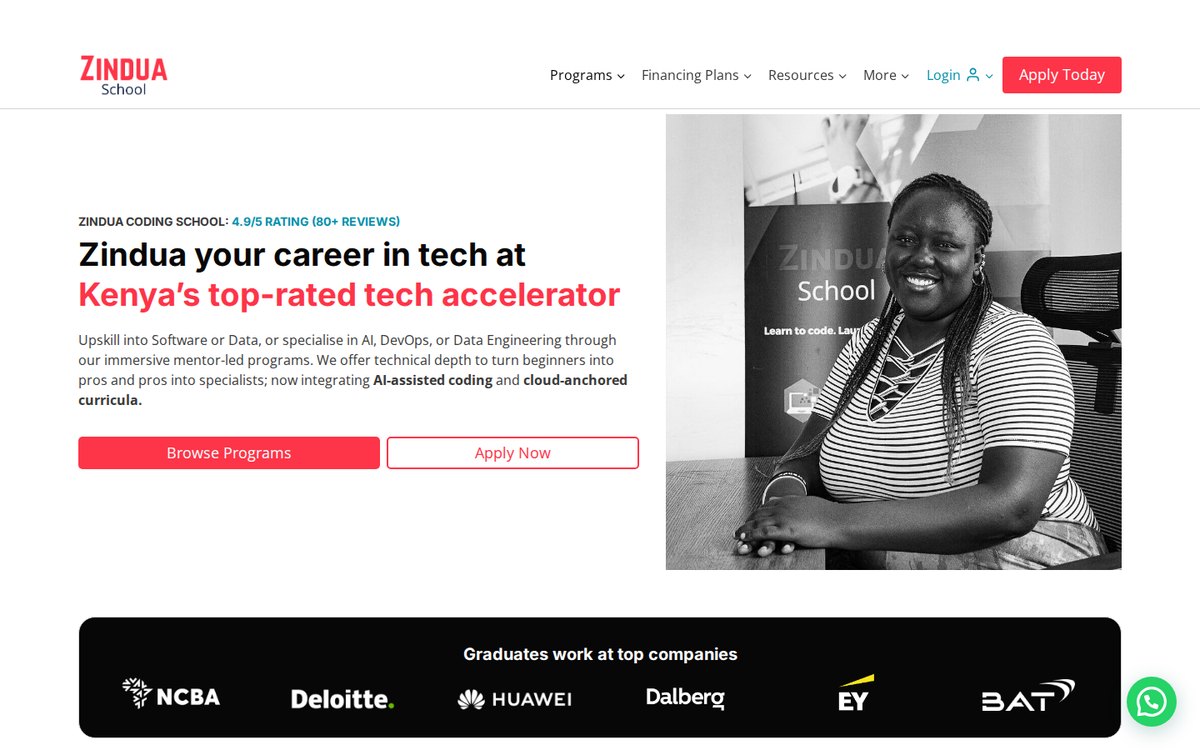 ZINDUA
School
Programs
Financing Plans
Resources
More
Login
Apply Today
ZINDUA CODING SCHOOL: 4.9/5 RATING (80+ REVIEWS)
Zindua your career in tech at
Kenya’s top-rated tech accelerator
Upskill into Software or Data, or specialise in AI, DevOps, or Data Engineering through
our immersive mentor-led programs. We offer technical depth to turn beginners into
pros and pros into specialists; now integrating AI-assisted coding and cloud-anchored
curricula.
Browse Programs
Apply Now
ZINDUA
School
Learn to code.
Graduates work at top companies
NCBA
Deloitte.
HUAWEI
Dalberg
EY
BAT